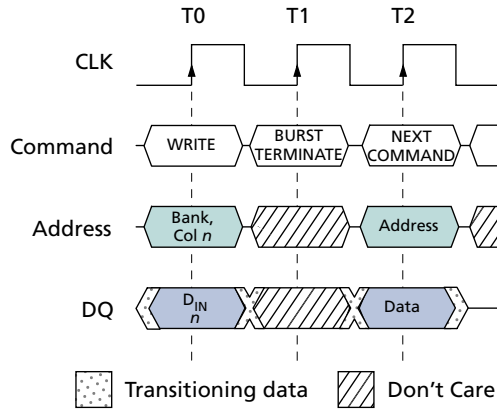 T0 T1 T2
CLK
Command WRITE BURST TERMINATE NEXT COMMAND
Address Bank, Col n Address
DQ DIN n Data
Transitioning data Don't Care